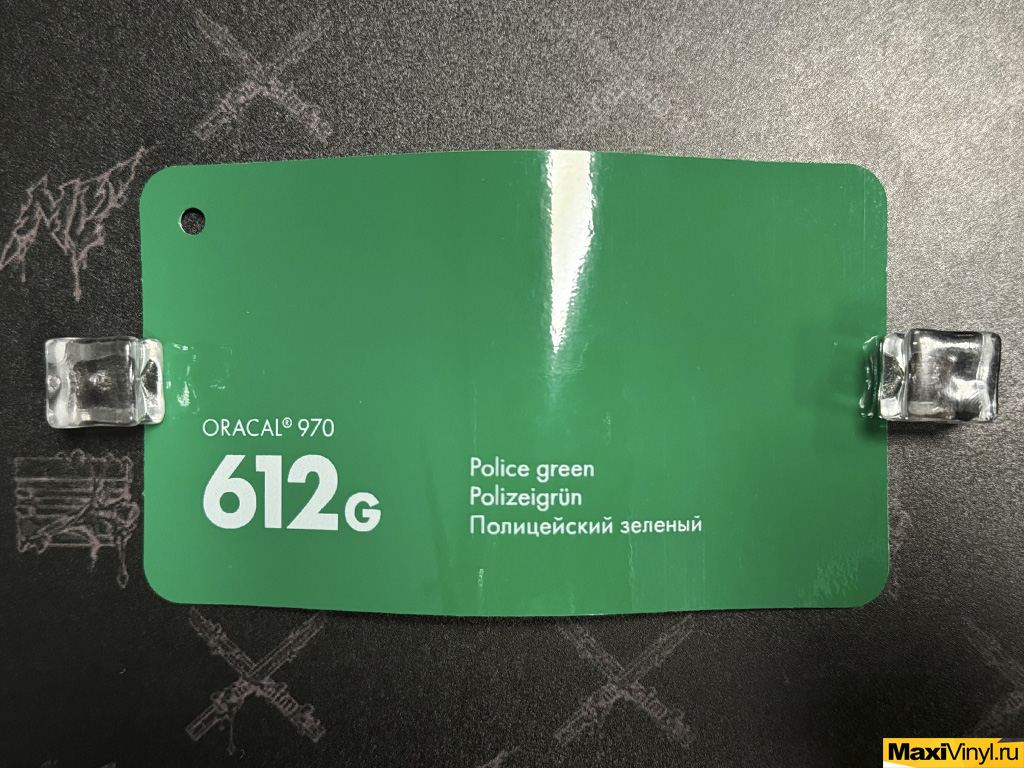 ORACAL® 970
612G
Police green
Polizeigrün
Полицейский зеленый
MaxiVinyl.ru